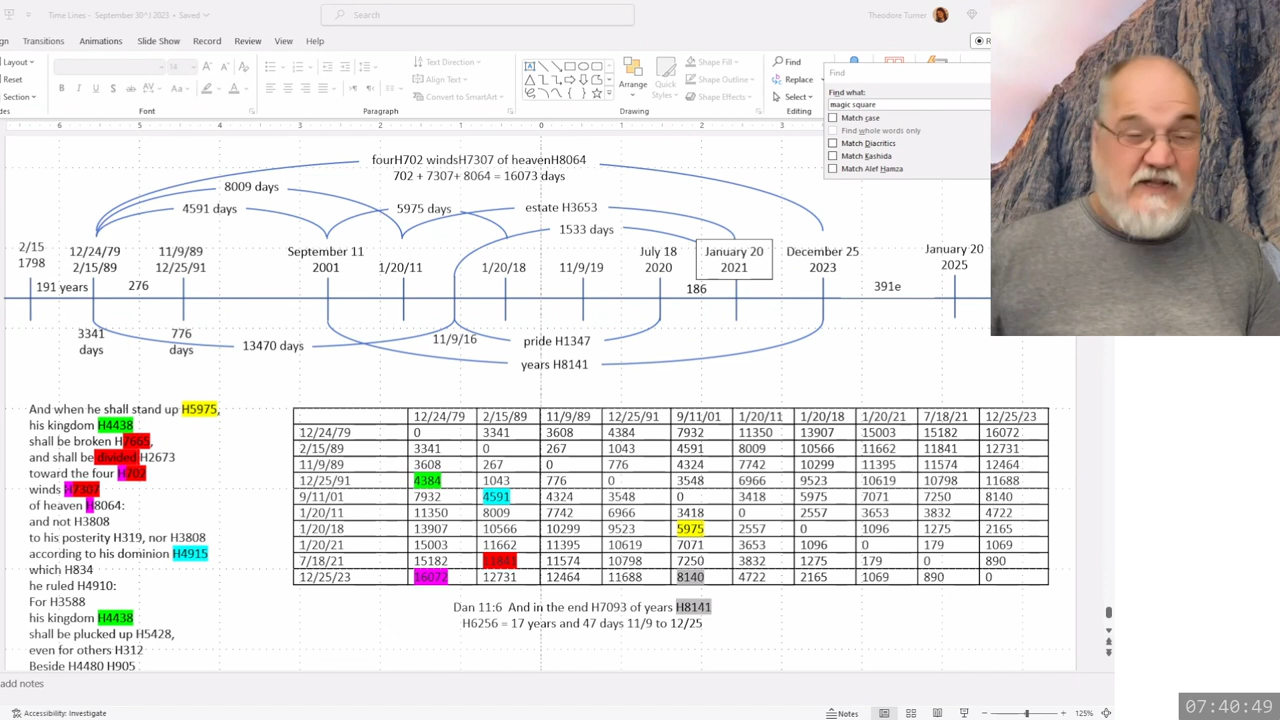 Time Lines - September 30th J 2023 • Saved
Search
Theodore Turner
Transitions Animations Slide Show Record Review View Help
Layout
Reset
Section
Font
Text Direction
Align Text
Convert to SmartArt
Paragraph
Arrange
Quick
Styles
Shape Fill
Shape Outline
Shape Effects
Drawing
Find
Replace
Select
Editing
Find
Find what:
magic square
Match case
Find whole words only
Match Diacritics
Match Kashida
Match Alef Hamza
6 5 4 3 2 1 0 1 2 3
fourH702 windsH7307 of heavenH8064
702 + 7307+ 8064 = 16073 days
8009 days
4591 days
5975 days
estate H3653
1533 days
2/15
1798
12/24/79
2/15/89
11/9/89
12/25/91
September 11
2001
1/20/11
1/20/18
11/9/19
July 18
2020
January 20
2021
December 25
2023
January 20
2025
191 years
276
186
391e
3341
days
776
days
13470 days
11/9/16
pride H1347
years H8141
And when he shall stand up H5975,
his kingdom H4438
shall be broken H7665,
and shall be divided H2673
toward the four H702
winds H7307
of heaven H8064:
and not H3808
to his posterity H319, nor H3808
according to his dominion H4915
which H834
he ruled H4910:
For H3588
his kingdom H4438
shall be plucked up H5428,
even for others H312
Beside H4480 H905
12/24/79 2/15/89 11/9/89 12/25/91 9/11/01 1/20/11 1/20/18 1/20/21 7/18/21 12/25/23
12/24/79 0 3341 3608 4384 7932 11350 13907 15003 15182 16072
2/15/89 3341 0 267 1043 4591 8009 10566 11662 11841 12731
11/9/89 3608 267 0 776 4324 7742 10299 11395 11574 12464
12/25/91 4384 1043 776 0 3548 6966 9523 10619 10798 11688
9/11/01 7932 4591 4324 3548 0 3418 5975 7071 7250 8140
1/20/11 11350 8009 7742 6966 3418 0 2557 3653 3832 4722
1/20/18 13907 10566 10299 9523 5975 2557 0 1096 1275 2165
1/20/21 15003 11662 11395 10619 7071 3653 1096 0 179 1069
7/18/21 15182 11841 11574 10798 7250 3832 1275 179 0 890
12/25/23 16072 12731 12464 11688 8140 4722 2165 1069 890 0
Dan 11:6 And in the end H7093 of years H8141
H6256 = 17 years and 47 days 11/9 to 12/25
add notes
Accessibility: Investigate
Notes
125%
07:40:49